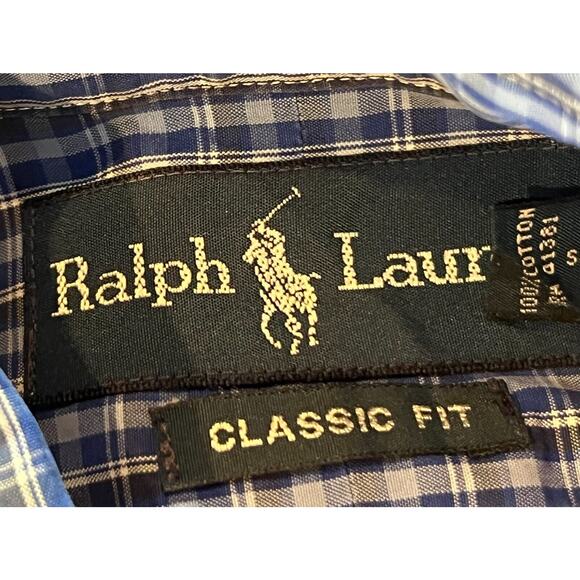 Ralph Laur
100% COTTON
RN 41381
S
CLASSIC FIT